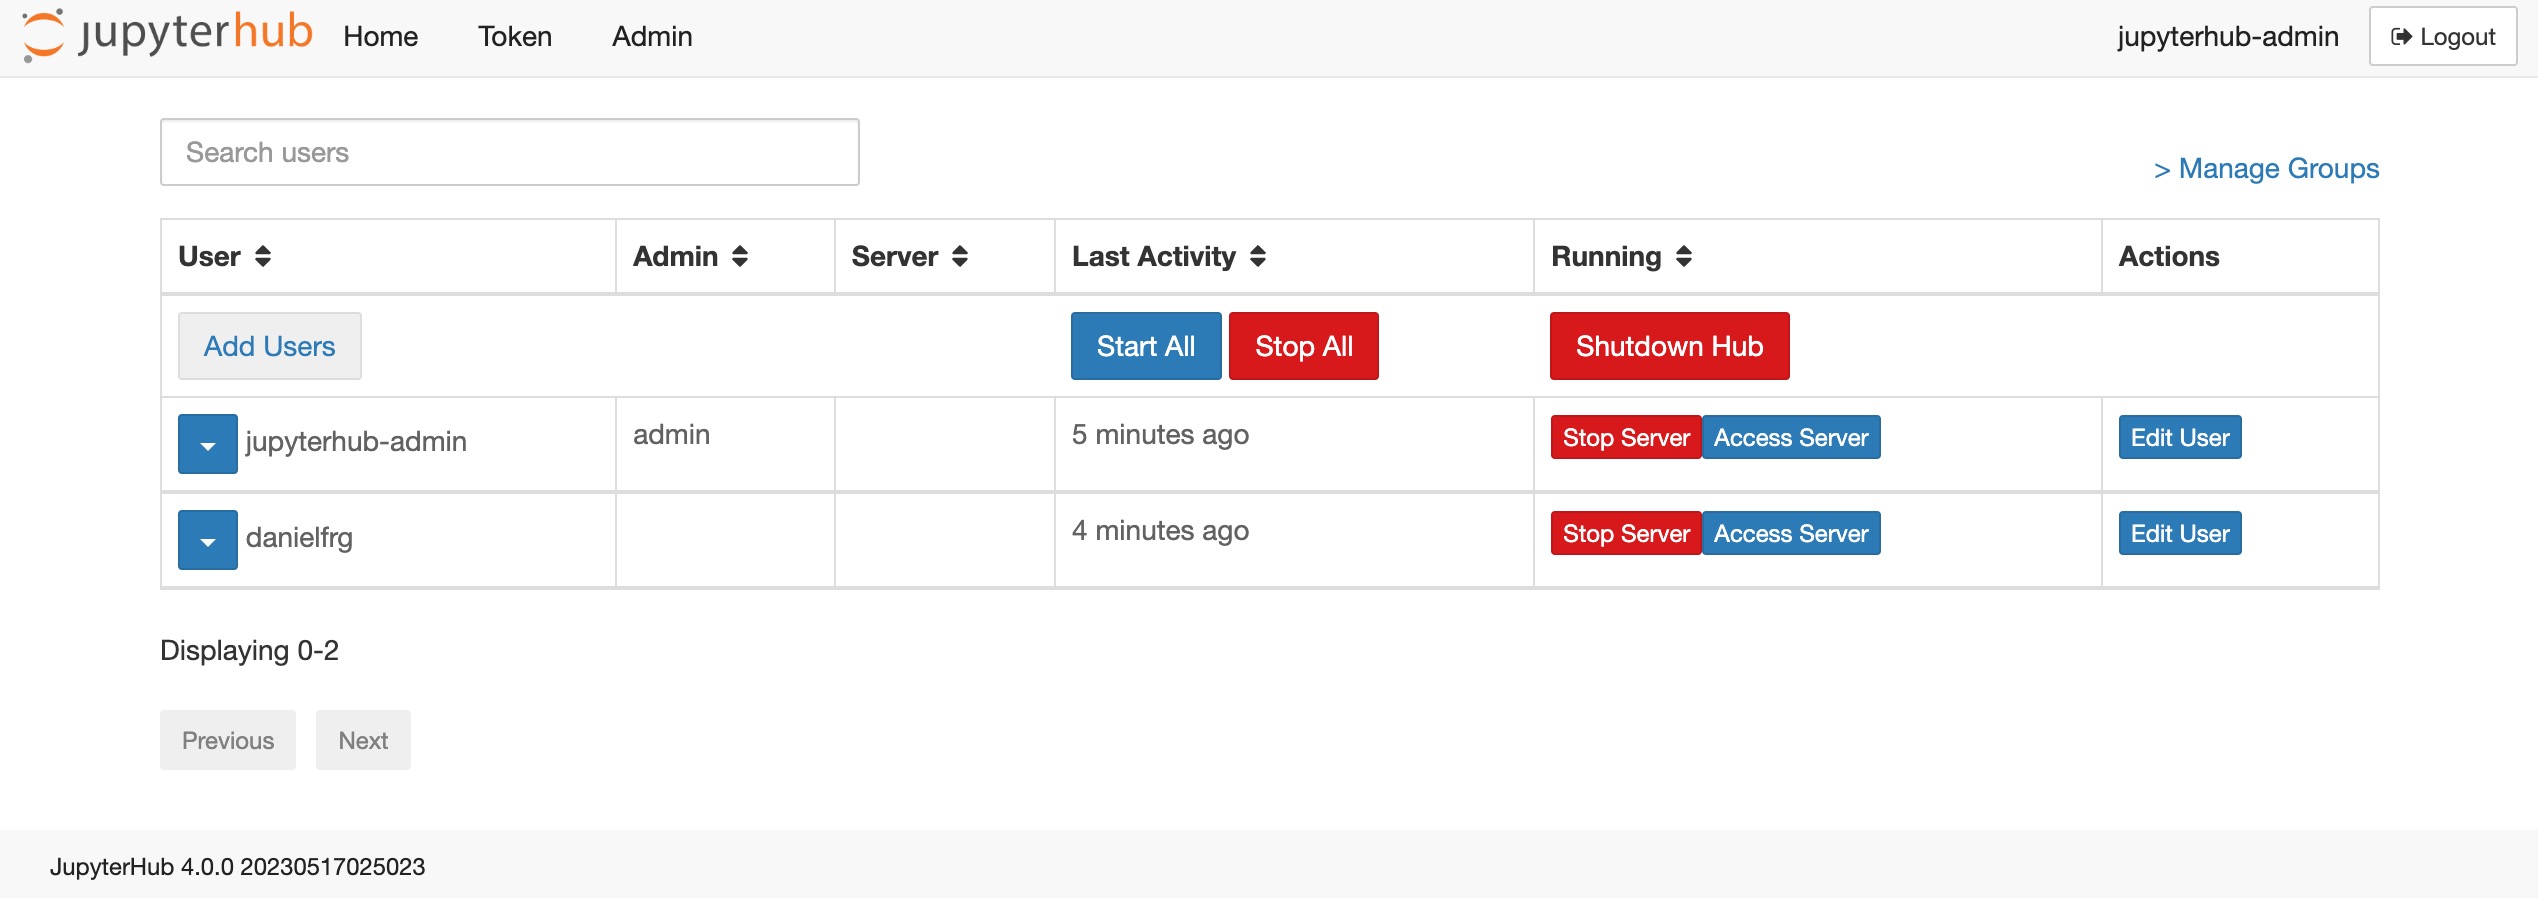 jupyterhub Home Token Admin jupyterhub-admin Logout
Search users
> Manage Groups
User Admin Server Last Activity Running Actions
Add Users Start All Stop All Shutdown Hub
jupyterhub-admin admin 5 minutes ago Stop Server Access Server Edit User
danielfrg 4 minutes ago Stop Server Access Server Edit User
Displaying 0-2
Previous Next
JupyterHub 4.0.0 20230517025023